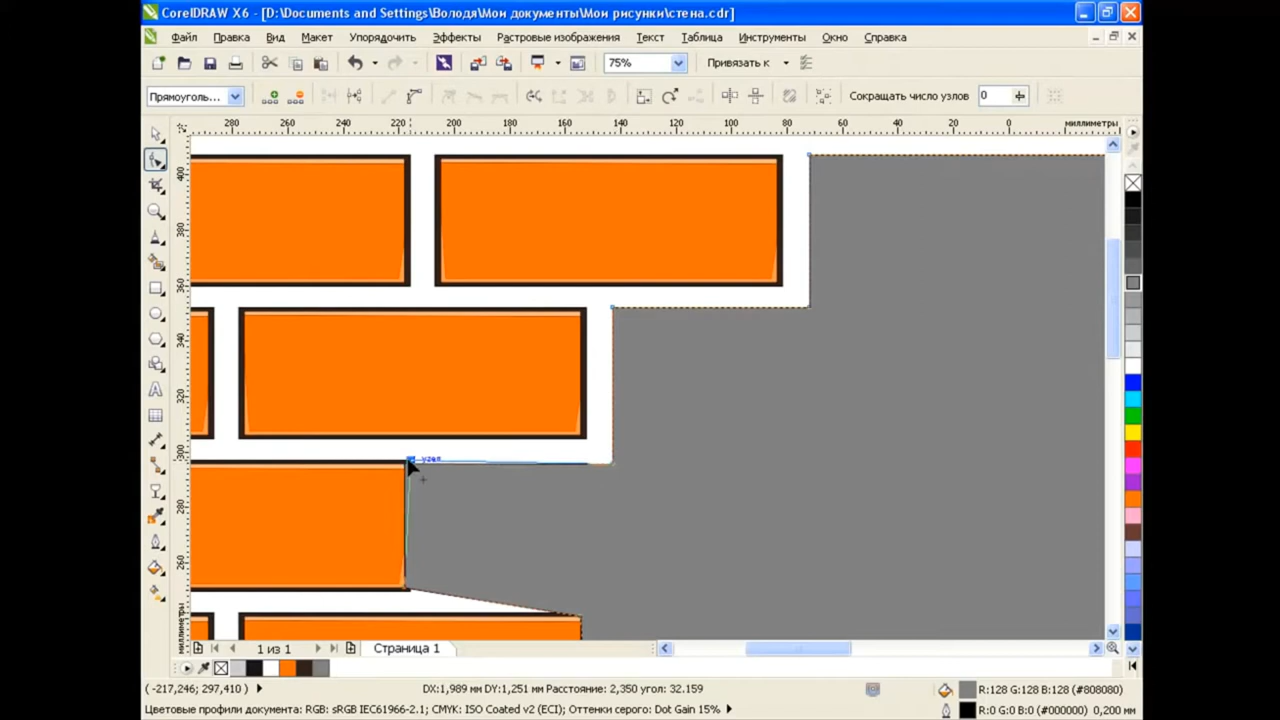 CorelDRAW X6 - [D:\Documents and Settings\Володя\Мои документы\Мои рисунки\стена.cdr]
Файл Правка Вид Макет Упорядочить Эффекты Растровые изображения Текст Таблица Инструменты Окно Справка
75% Привязать к
Прямоуголь... Сокращать число узлов 0
280 260 240 220 200 180 160 140 120 100 80 60 40 20 0 миллиметры
400
380
360
340
320
300
узел
280
260
миллиметры
1 из 1 Страница 1
(-217,246; 297,410) DX:1,989 мм DY:1,251 мм Расстояние: 2,350 угол: 32.159 R:128 G:128 B:128 (#808080)
Цветовые профили документа: RGB: sRGB IEC61966-2.1; CMYK: ISO Coated v2 (ECI); Оттенки серого: Dot Gain 15% R:0 G:0 B:0 (#000000) 0,200 мм